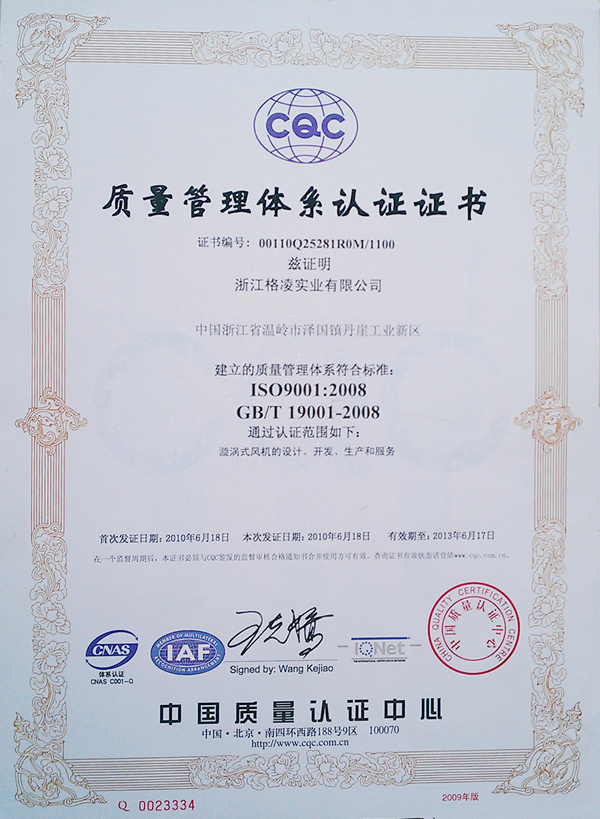 CQC
质量管理体系认证证书
证书编号：00110Q25281R0M/1100
兹证明
浙江格凌实业有限公司
中国浙江省温岭市泽国镇丹崖工业新区
建立的质量管理体系符合标准：
ISO9001:2008
GB/T 19001-2008
通过认证范围如下：
漩涡式风机的设计、开发、生产和服务
首次发证日期：2010年6月18日 本次发证日期：2010年6月18日 有效期至：2013年6月17日
在一个监督周期后，本证书必须与CQC签发的监督审核合格通知书合并使用方可有效。查询证书有效状态请登陆www.cqc.com.cn。
CHINA QUALITY CERTIFICATION CENTRE
中国质量认证中心
CNAS
体系认证
CNAS C001-Q
MEMBER OF MULTILATERAL
IAF
RECOGNITION ARRANGEMENT
Signed by: Wang Kejiao
IQNet
THE INTERNATIONAL CERTIFICATION NETWORK
中国质量认证中心
中国·北京·南四环西路188号9区 100070
http://www.cqc.com.cn
Q 0023334
2009年版